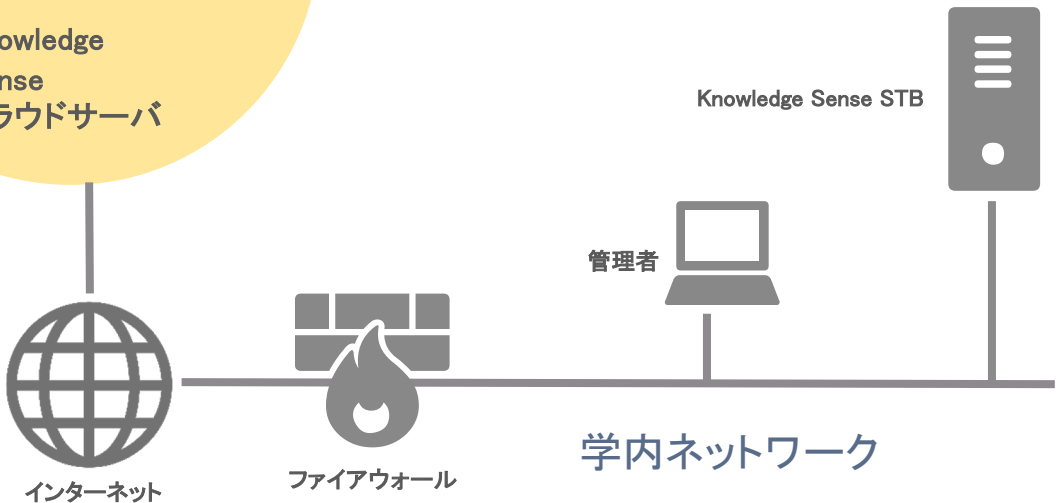 owledge
nse
ラウドサーバ
Knowledge Sense STB
管理者
学内ネットワーク
ファイアウォール
インターネット